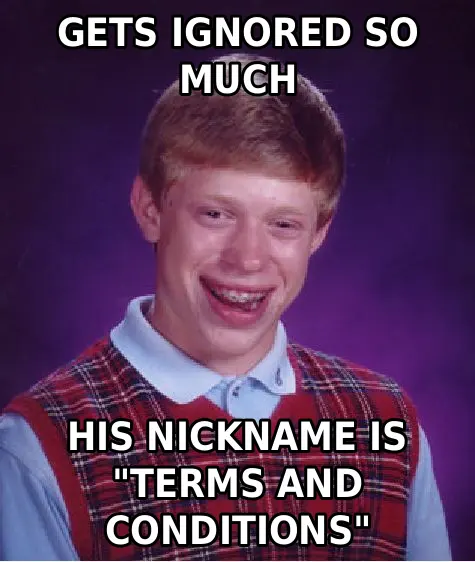 GETS IGNORED SO
MUCH
HIS NICKNAME IS
"TERMS AND
CONDITIONS"